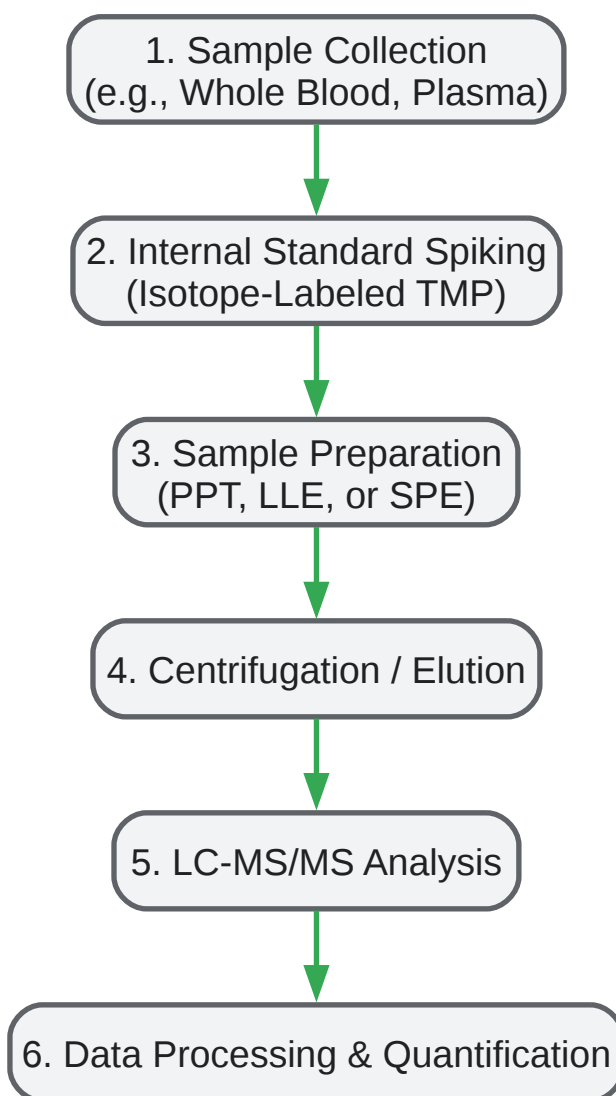 1. Sample Collection
(e.g., Whole Blood, Plasma)
2. Internal Standard Spiking
(Isotope-Labeled TMP)
3. Sample Preparation
(PPT, LLE, or SPE)
4. Centrifugation / Elution
5. LC-MS/MS Analysis
6. Data Processing & Quantification